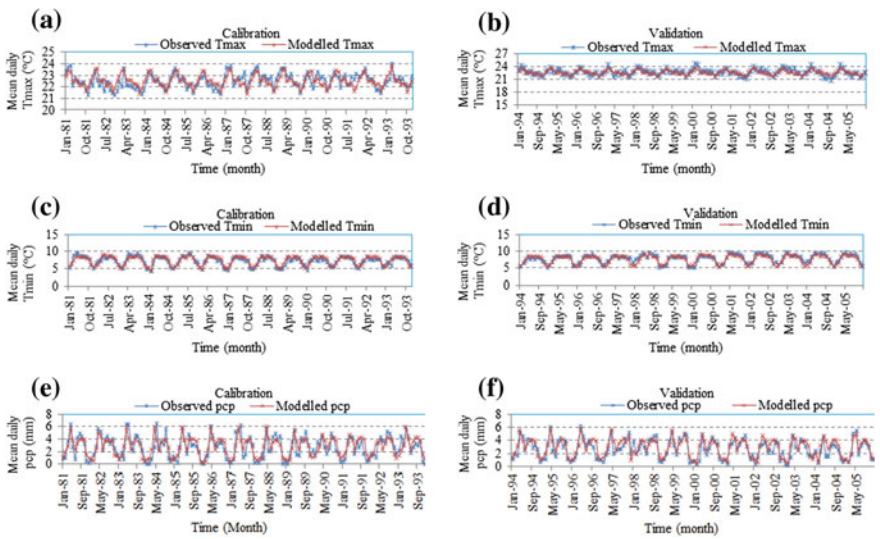 (a)
Calibration
Observed Tmax Modelled Tmax
Mean daily
Tmax (°C)
25
24
23
22
21
20
Jan-81 Oct-81 Jul-82 Apr-83 Jan-84 Oct-84 Jul-85 Apr-86 Jan-87 Oct-87 Jul-88 Apr-89 Jan-90 Oct-90 Jul-91 Apr-92 Jan-93 Oct-93
Time (month)
(b)
Validation
Observed Tmax Modelled Tmax
Mean daily
Tmax (°C)
27
24
21
18
15
Jan-94 Sep-94 May-95 Jan-96 Sep-96 May-97 Jan-98 Sep-98 May-99 Jan-00 Sep-00 May-01 Jan-02 Sep-02 May-03 Jan-04 Sep-04 May-05
Time (month)
(c)
Calibration
Observed Tmin Modelled Tmin
Mean daily
Tmin (°C)
15
10
5
0
Jan-81 Oct-81 Jul-82 Apr-83 Jan-84 Oct-84 Jul-85 Apr-86 Jan-87 Oct-87 Jul-88 Apr-89 Jan-90 Oct-90 Jul-91 Apr-92 Jan-93 Oct-93
Time (month)
(d)
Validation
Observed Tmin Modelled Tmin
Mean daily
Tmin (°C)
15
10
5
0
Jan-94 Sep-94 May-95 Jan-96 Sep-96 May-97 Jan-98 Sep-98 May-99 Jan-00 Sep-00 May-01 Jan-02 Sep-02 May-03 Jan-04 Sep-04 May-05
Time (month)
(e)
Calibration
Observed pcp Modelled pcp
Mean daily
pcp (mm)
8
6
4
2
0
Jan-81 Sep-81 May-82 Jan-83 Sep-83 May-84 Jan-85 Sep-85 May-86 Jan-87 Sep-87 May-88 Jan-89 Sep-89 May-90 Jan-91 Sep-91 May-92 Jan-93 Sep-93
Time (Month)
(f)
Validation
Observed pcp Modelled pcp
Mean daily
pcp (mm)
8
6
4
2
0
Jan-94 Sep-94 May-95 Jan-96 Sep-96 May-97 Jan-98 Sep-98 May-99 Jan-00 Sep-00 May-01 Jan-02 Sep-02 May-03 Jan-04 Sep-04 May-05
Time (month)